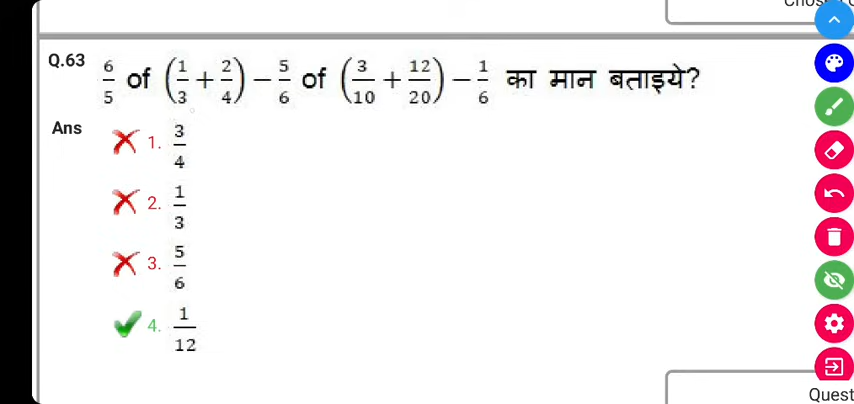 Chos
Q.63 6/5 of (1/3 + 2/4) − 5/6 of (3/10 + 12/20) − 1/6 का मान बताइये?
Ans
1. 3/4
2. 1/3
3. 5/6
4. 1/12
Quest